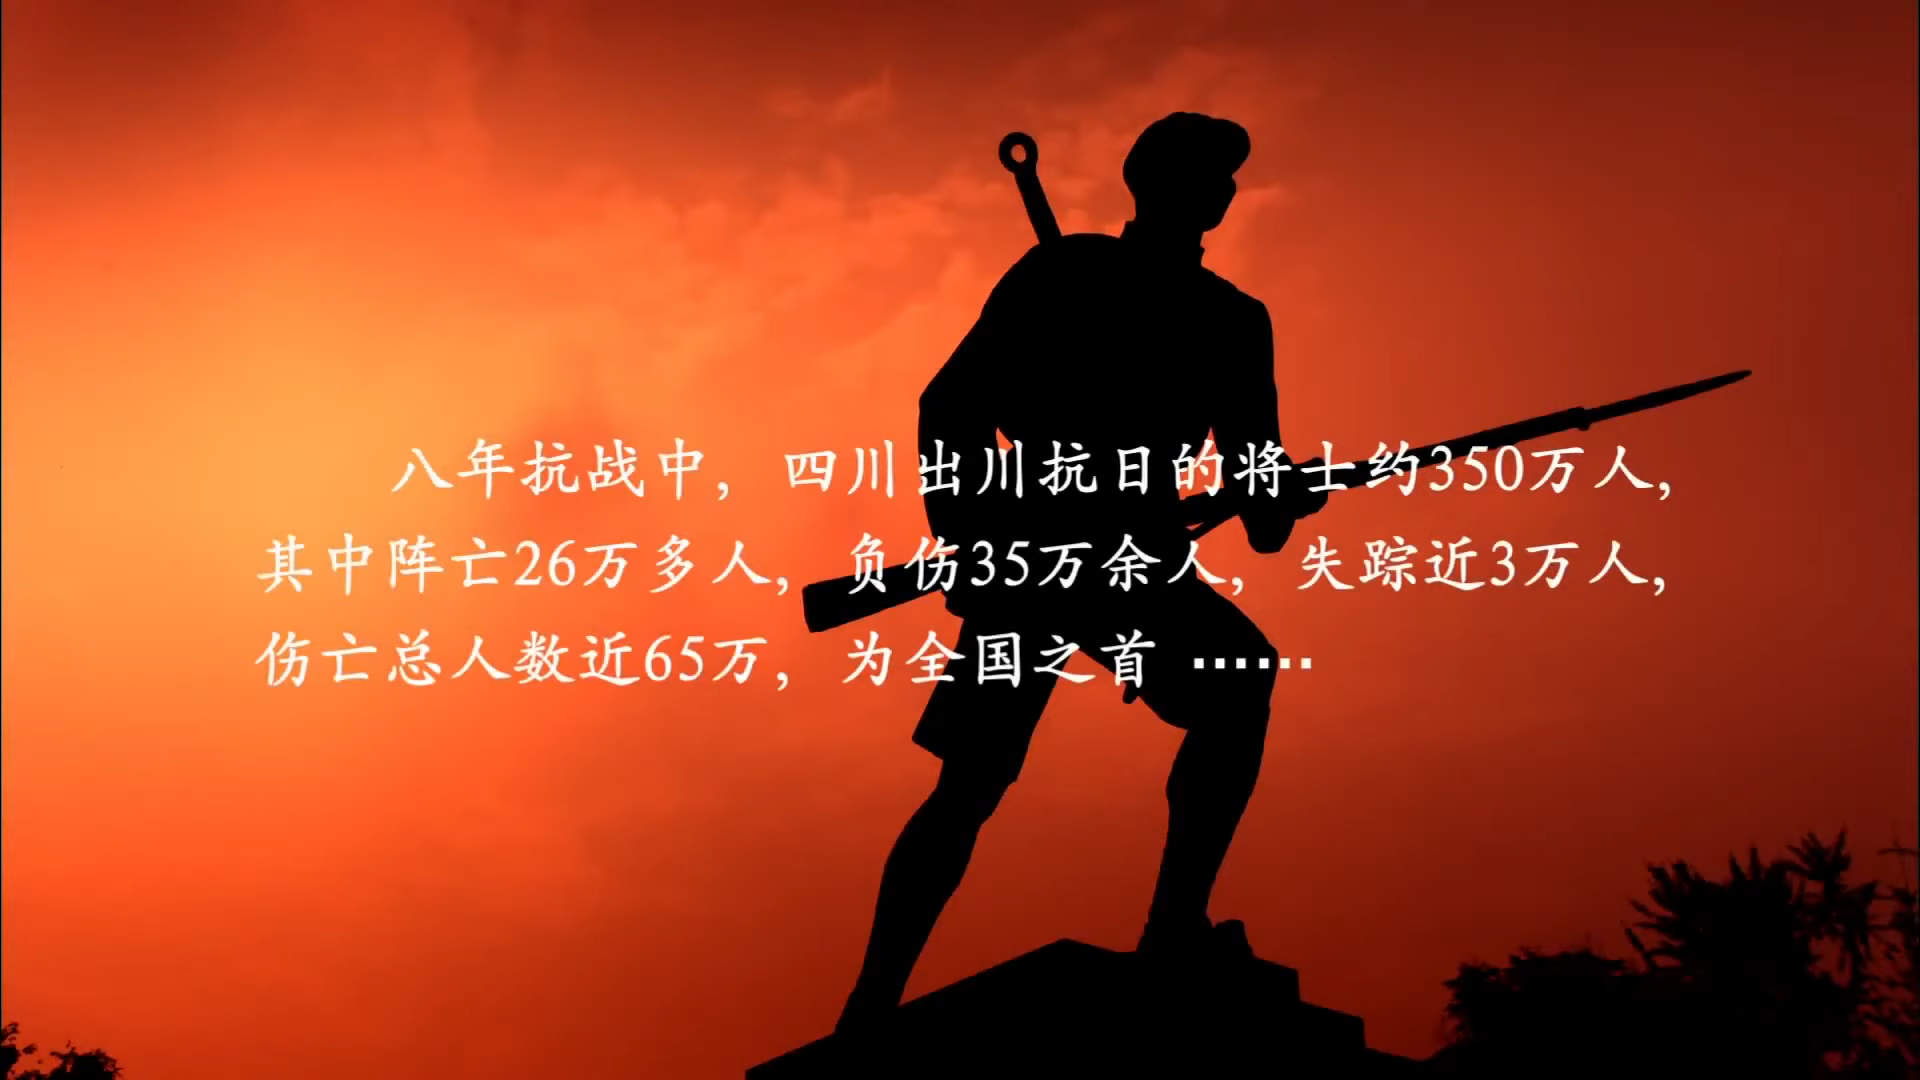 八年抗战中，四川出川抗日的将士约350万人，
其中阵亡26万多人，负伤35万余人，失踪近3万人，
伤亡总人数近65万，为全国之首 ……